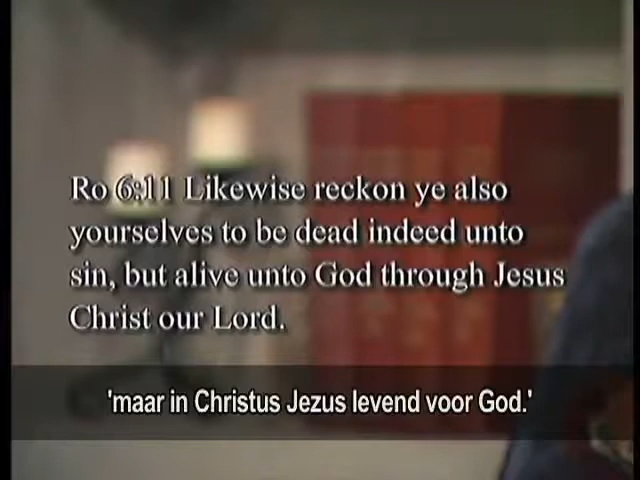 Ro 6:11 Likewise reckon ye also
yourselves to be dead indeed unto
sin, but alive unto God through Jesus
Christ our Lord.
'maar in Christus Jezus levend voor God.'